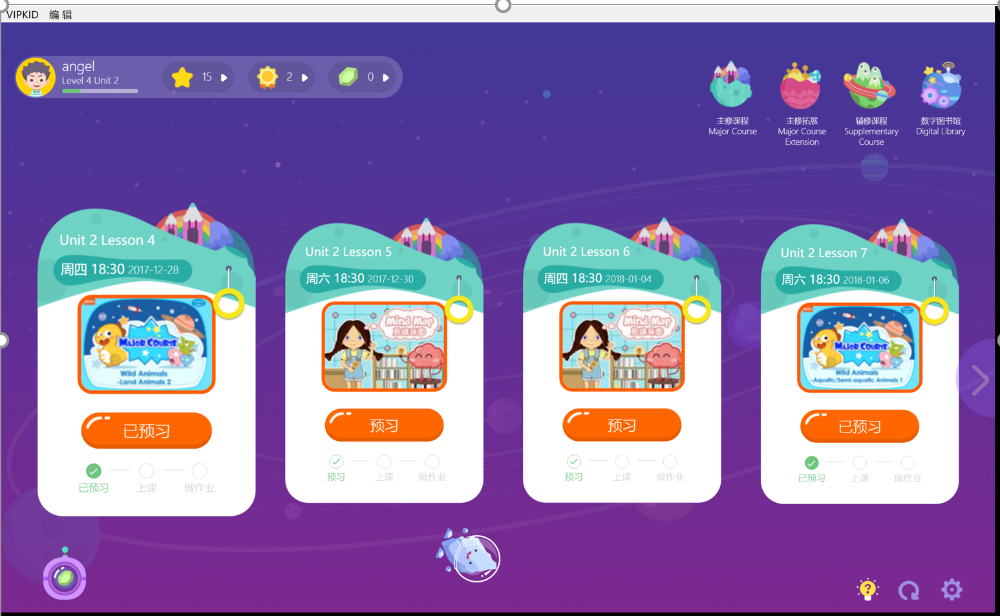 VIPKID 编 辑
angel
Level 4 Unit 2
15
2
0
主修课程
Major Course
主修拓展
Major Course
Extension
辅修课程
Supplementary
Course
数字图书馆
Digital Library
Unit 2 Lesson 4
周四 18:30 2017-12-28
MAJOR COURSE
Wild Animals
-Land Animals 2
已预习
已预习 上课 做作业
Unit 2 Lesson 5
周六 18:30 2017-12-30
Mind Map
思维导图
预习
预习 上课 做作业
Unit 2 Lesson 6
周四 18:30 2018-01-04
Mind Map
思维导图
预习
预习 上课 做作业
Unit 2 Lesson 7
周六 18:30 2018-01-06
MAJOR COURSE
Wild Animals
-Aquatic/Semi-aquatic Animals 1
已预习
已预习 上课 做作业
?